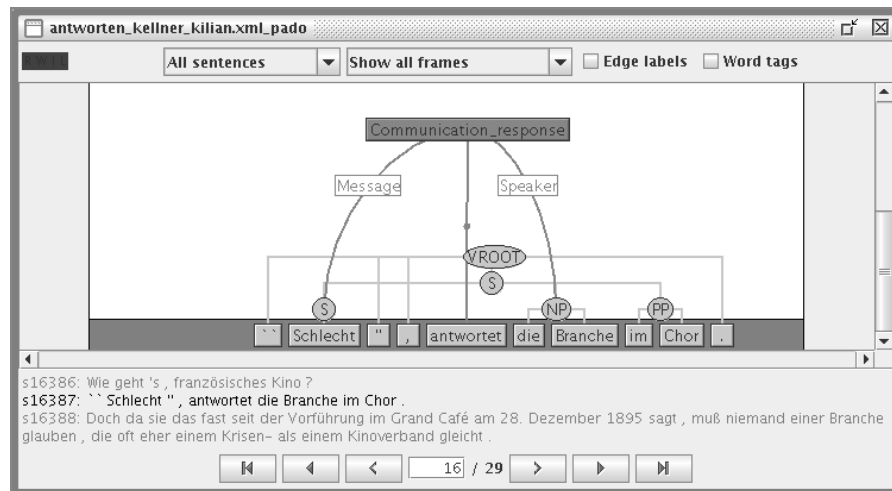 antworten_kellner_kilian.xml_pado
All sentences Show all frames Edge labels Word tags
Communication_response
Message Speaker
VROOT
S
S NP PP
`` Schlecht " , antwortet die Branche im Chor .
s16386: Wie geht 's , französisches Kino ?
s16387: `` Schlecht " , antwortet die Branche im Chor .
s16388: Doch da sie das fast seit der Vorführung im Grand Café am 28. Dezember 1895 sagt , muß niemand einer Branche
glauben , die oft eher einem Krisen- als einem Kinoverband gleicht .
16 / 29